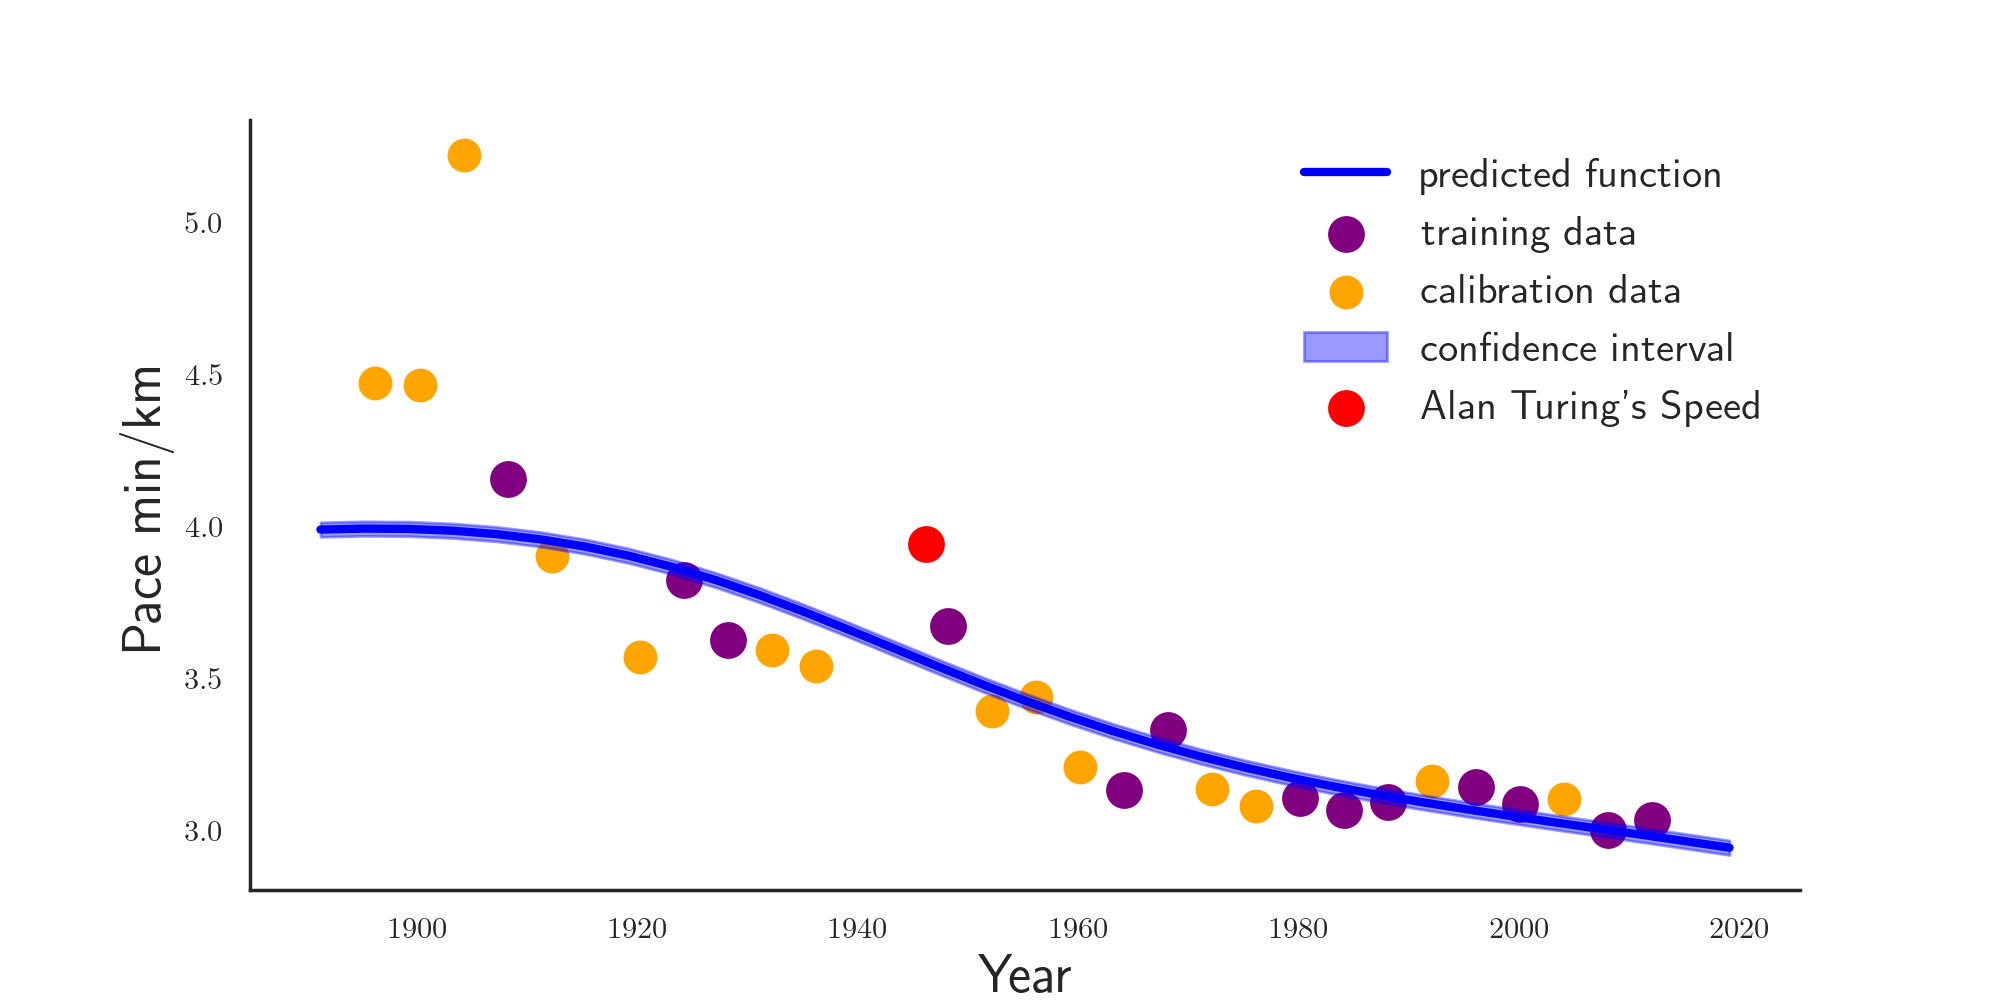 predicted function
training data
calibration data
confidence interval
Alan Turing's Speed
Pace min/km
5.0
4.5
4.0
3.5
3.0
1900 1920 1940 1960 1980 2000 2020
Year